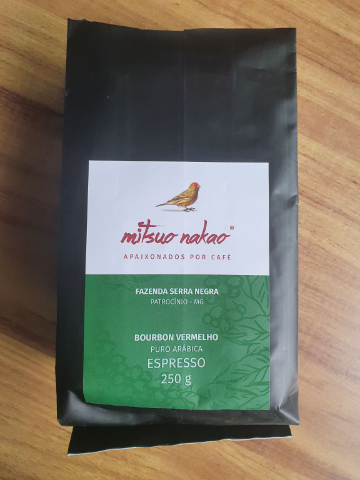 mitsuo nakao®
APAIXONADOS POR CAFÉ
FAZENDA SERRA NEGRA
PATROCÍNIO - MG
BOURBON VERMELHO
PURO ARÁBICA
ESPRESSO
250 g